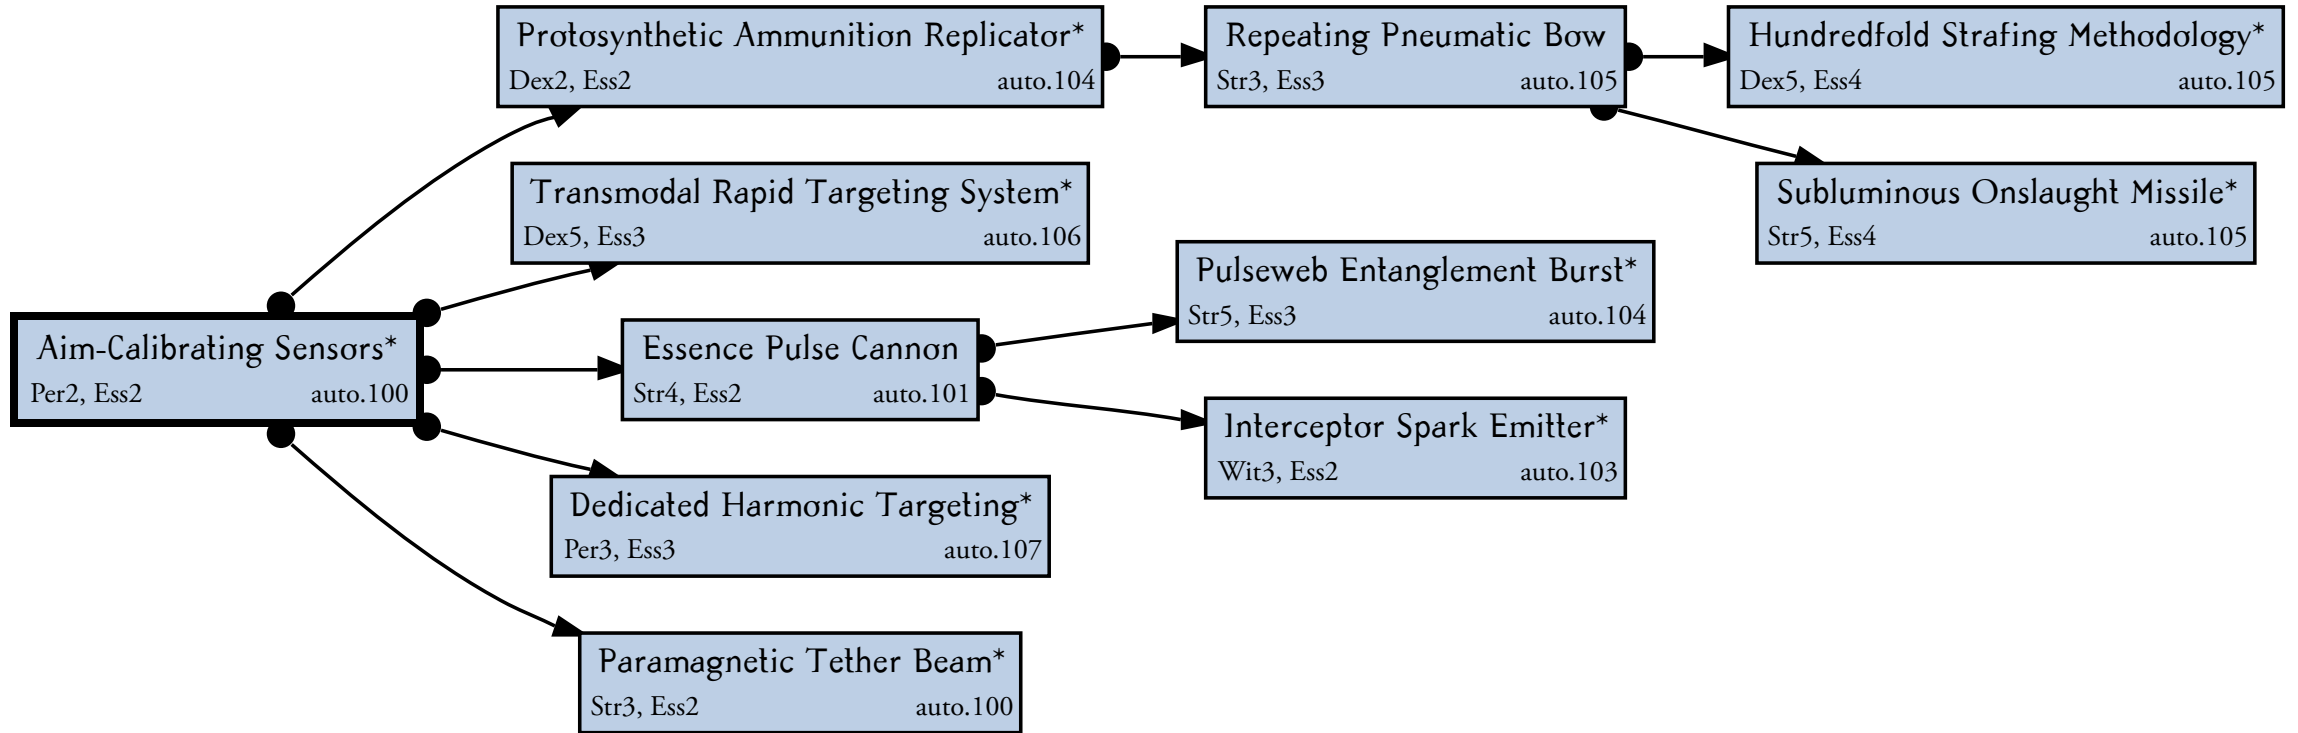 Protosynthetic Ammunition Replicator*
Dex2, Ess2 auto.104
Repeating Pneumatic Bow
Str3, Ess3 auto.105
Hundredfold Strafing Methodology*
Dex5, Ess4 auto.105
Transmodal Rapid Targeting System*
Dex5, Ess3 auto.106
Subluminous Onslaught Missile*
Str5, Ess4 auto.105
Pulseweb Entanglement Burst*
Str5, Ess3 auto.104
Aim-Calibrating Sensors*
Per2, Ess2 auto.100
Essence Pulse Cannon
Str4, Ess2 auto.101
Interceptor Spark Emitter*
Wit3, Ess2 auto.103
Dedicated Harmonic Targeting*
Per3, Ess3 auto.107
Paramagnetic Tether Beam*
Str3, Ess2 auto.100